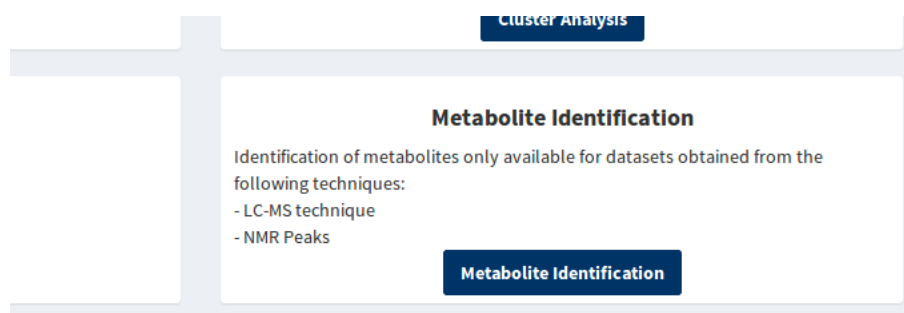 Cluster Analysis
Metabolite Identification
Identification of metabolites only available for datasets obtained from the
following techniques:
- LC-MS technique
- NMR Peaks
Metabolite Identification